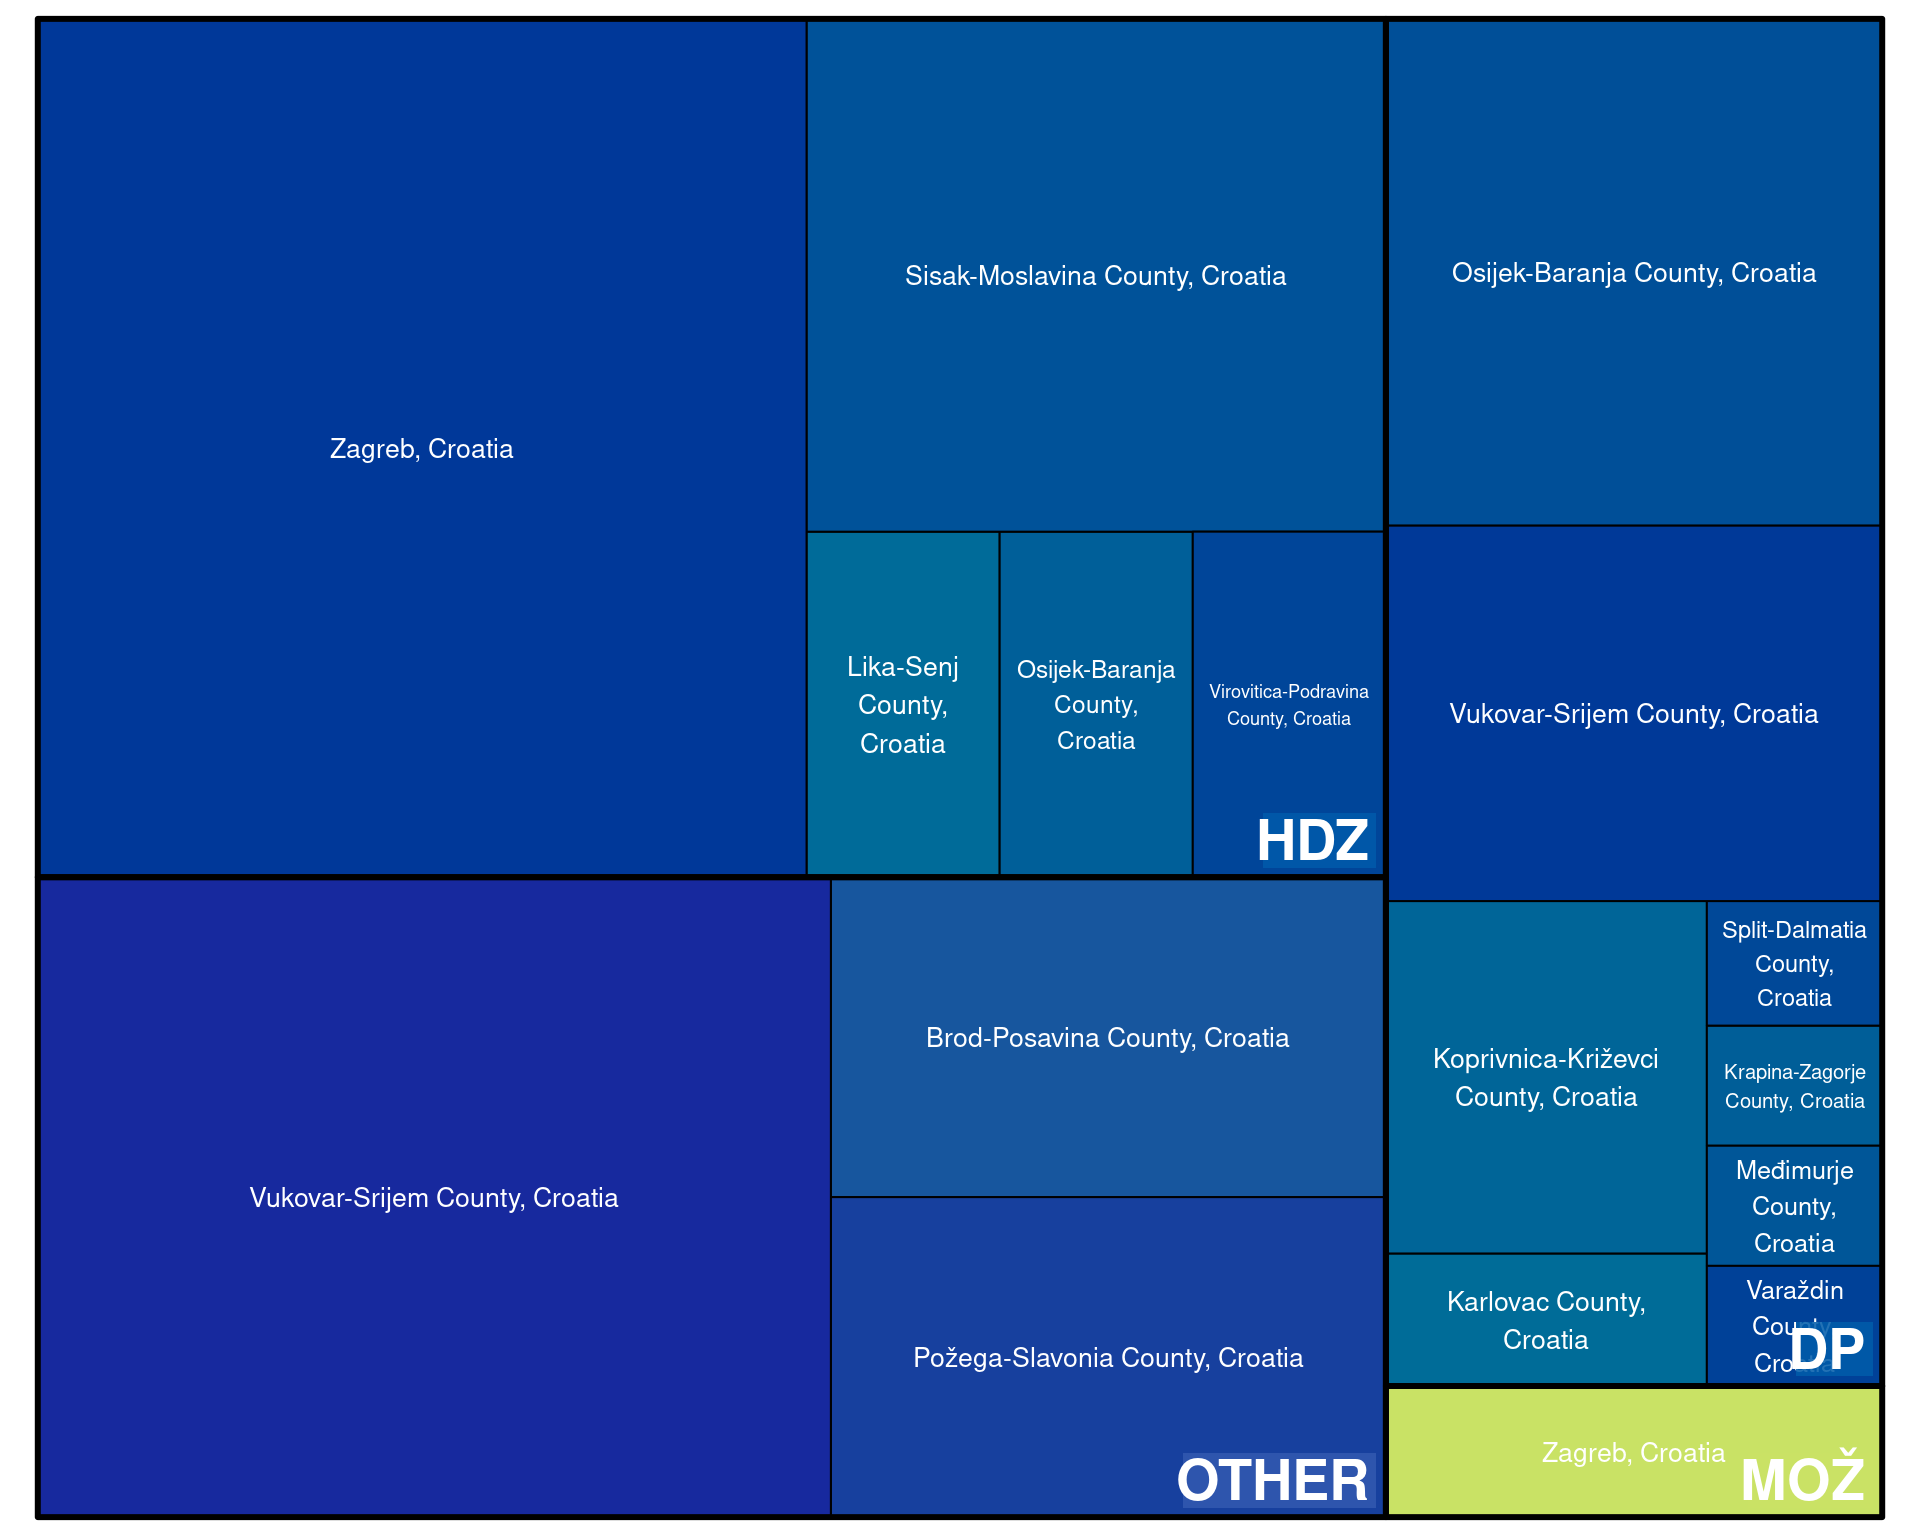 Zagreb, Croatia
Sisak-Moslavina County, Croatia
Lika-Senj
County,
Croatia
Osijek-Baranja
County,
Croatia
Virovitica-Podravina
County, Croatia
HDZ
Osijek-Baranja County, Croatia
Vukovar-Srijem County, Croatia
Koprivnica-Križevci
County, Croatia
Karlovac County,
Croatia
Split-Dalmatia
County,
Croatia
Krapina-Zagorje
County, Croatia
Međimurje
County,
Croatia
Varaždin
County,
Croatia
DP
Vukovar-Srijem County, Croatia
Brod-Posavina County, Croatia
Požega-Slavonia County, Croatia
OTHER
Zagreb, Croatia
MOŽ